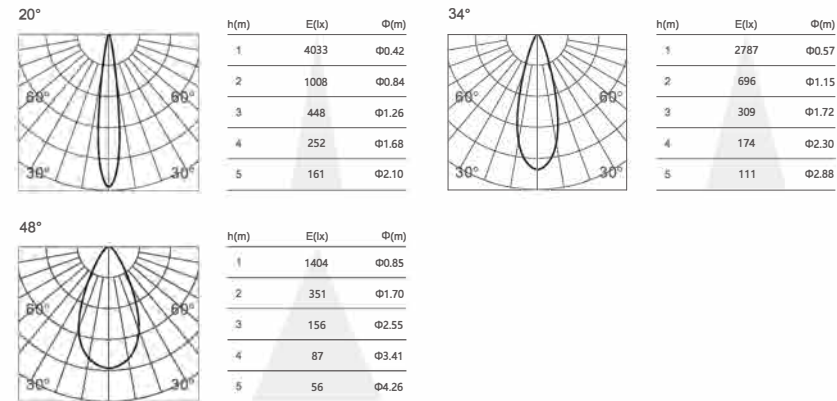 20°
h(m) E(lx) Φ(m)
1 4033 Φ0.42
2 1008 Φ0.84
3 448 Φ1.26
4 252 Φ1.68
5 161 Φ2.10
60° 60°
30° 30°
34°
h(m) E(lx) Φ(m)
1 2787 Φ0.57
2 696 Φ1.15
3 309 Φ1.72
4 174 Φ2.30
5 111 Φ2.88
60° 60°
30° 30°
48°
h(m) E(lx) Φ(m)
1 1404 Φ0.85
2 351 Φ1.70
3 156 Φ2.55
4 87 Φ3.41
5 56 Φ4.26
60° 60°
30° 30°